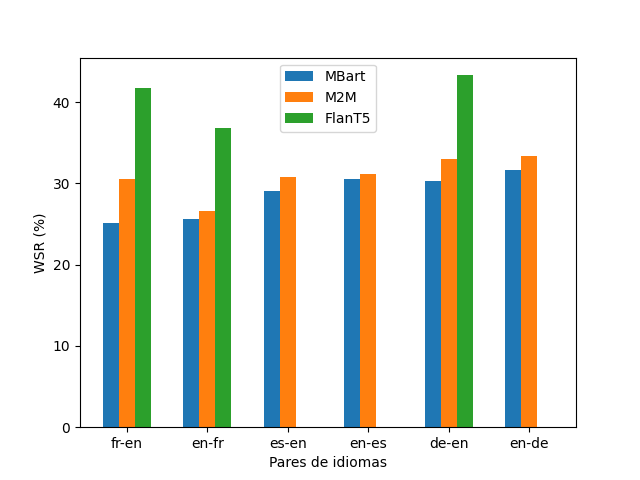 MBart
M2M
FlanT5
WSR (%)
40
30
20
10
0
fr-en en-fr es-en en-es de-en en-de
Pares de idiomas